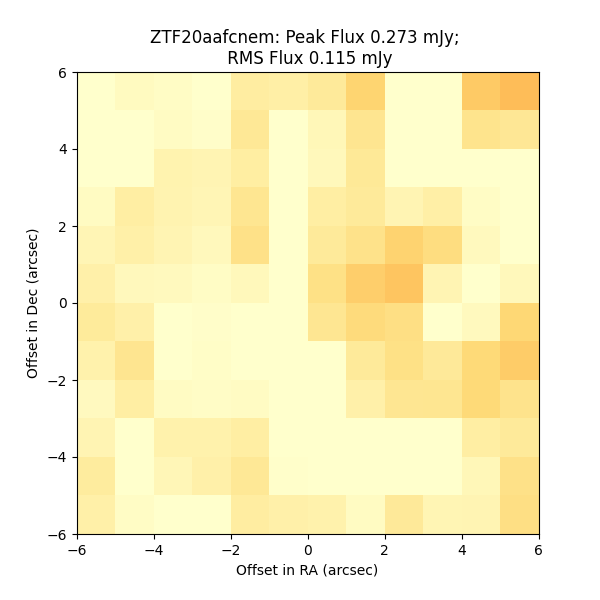 ZTF20aafcnem: Peak Flux 0.273 mJy;
RMS Flux 0.115 mJy
6
4
2
0
−2
−4
−6
Offset in Dec (arcsec)
−6 −4 −2 0 2 4 6
Offset in RA (arcsec)